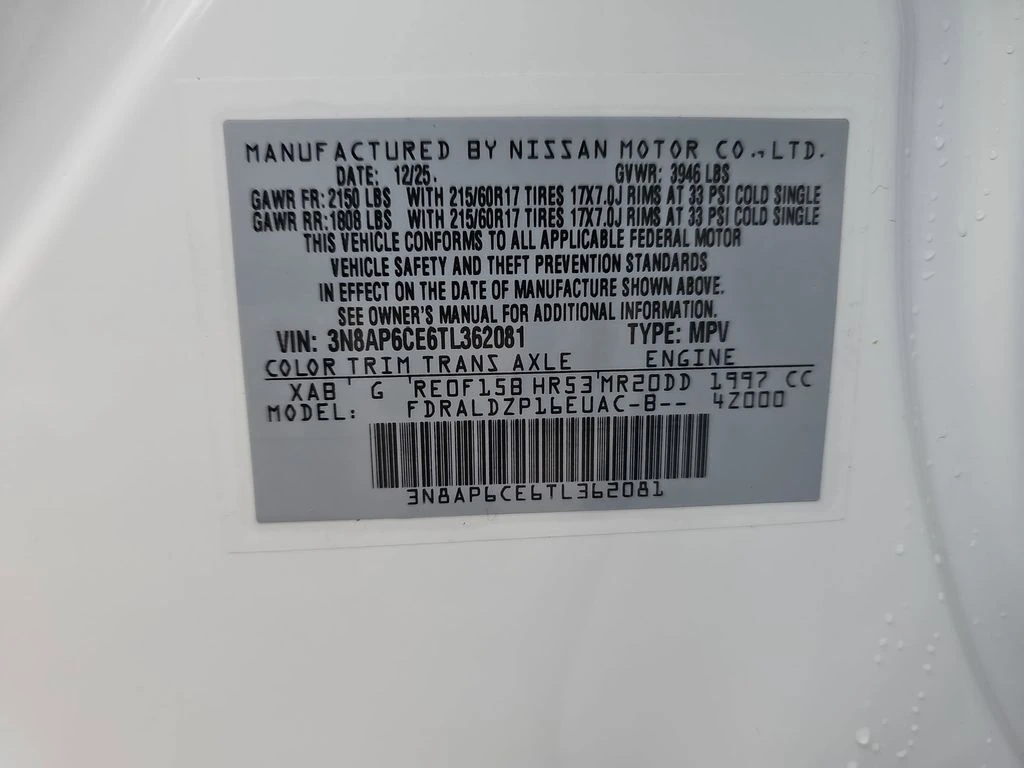 MANUFACTURED BY NISSAN MOTOR CO.,LTD.
DATE: 12/25. GVWR: 3946 LBS
GAWR FR: 2150 LBS WITH 215/60R17 TIRES 17X7.0J RIMS AT 33 PSI COLD SINGLE
GAWR RR: 1808 LBS WITH 215/60R17 TIRES 17X7.0J RIMS AT 33 PSI COLD SINGLE
THIS VEHICLE CONFORMS TO ALL APPLICABLE FEDERAL MOTOR
VEHICLE SAFETY AND THEFT PREVENTION STANDARDS
IN EFFECT ON THE DATE OF MANUFACTURE SHOWN ABOVE.
SEE OWNER'S MANUAL FOR ADDITIONAL INFORMATION.
VIN: 3N8AP6CE6TL362081 TYPE: MPV
COLOR TRIM TRANS AXLE ENGINE
XAB G RE0F15B HR53 MR20DD 1997 CC
MODEL: FDRALDZP16EUAC-B-- 4Z000
3N8AP6CE6TL362081